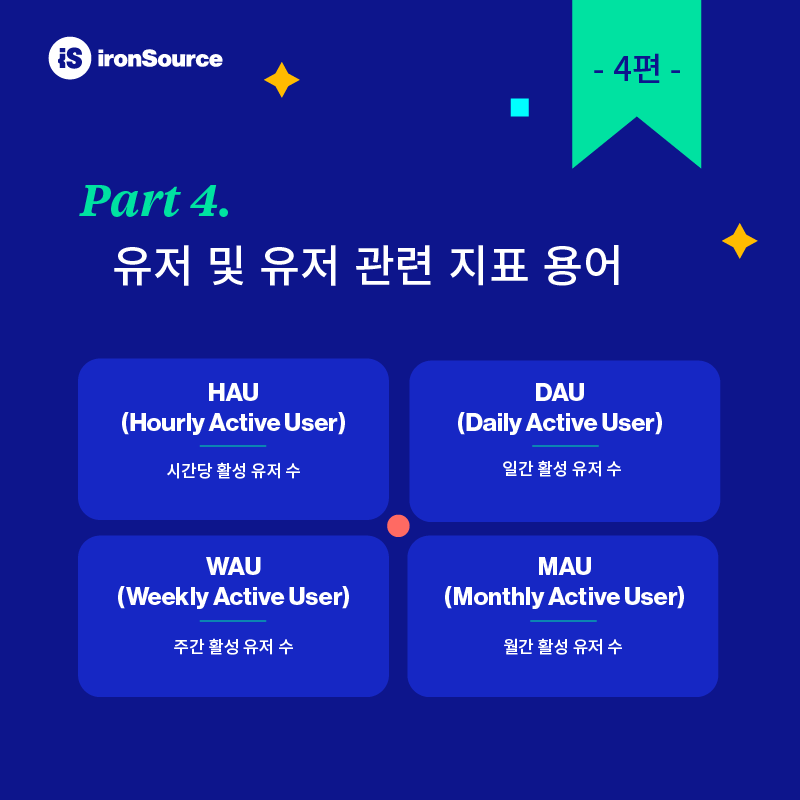 iS ironSource
- 4편 -
Part 4.
유저 및 유저 관련 지표 용어
HAU
(Hourly Active User)
시간당 활성 유저 수
DAU
(Daily Active User)
일간 활성 유저 수
WAU
(Weekly Active User)
주간 활성 유저 수
MAU
(Monthly Active User)
월간 활성 유저 수